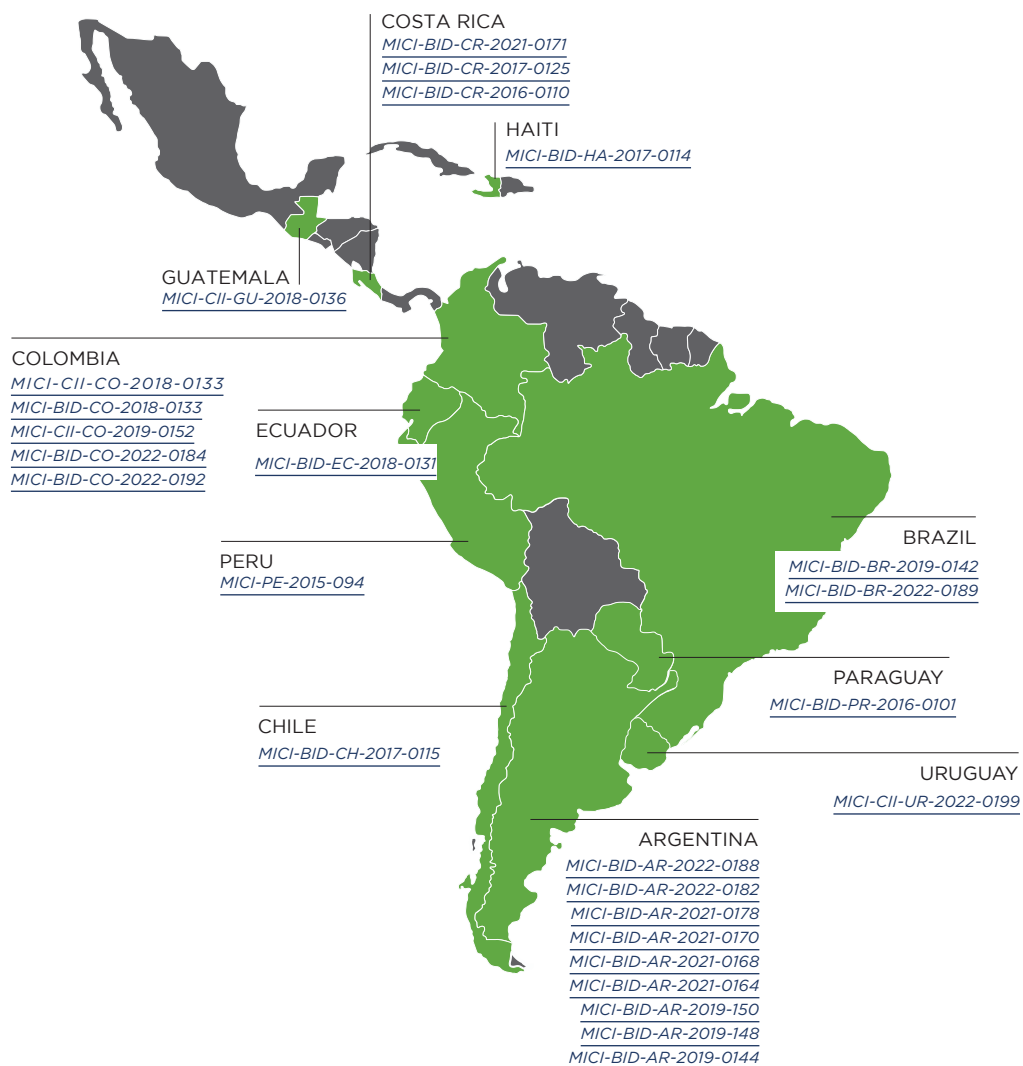 COSTA RICA
MICI-BID-CR-2021-0171
MICI-BID-CR-2017-0125
MICI-BID-CR-2016-0110
HAITI
MICI-BID-HA-2017-0114
GUATEMALA
MICI-CII-GU-2018-0136
COLOMBIA
MICI-CII-CO-2018-0133
MICI-BID-CO-2018-0133
MICI-CII-CO-2019-0152
MICI-BID-CO-2022-0184
MICI-BID-CO-2022-0192
ECUADOR
MICI-BID-EC-2018-0131
PERU
MICI-PE-2015-094
BRAZIL
MICI-BID-BR-2019-0142
MICI-BID-BR-2022-0189
PARAGUAY
MICI-BID-PR-2016-0101
CHILE
MICI-BID-CH-2017-0115
URUGUAY
MICI-CII-UR-2022-0199
ARGENTINA
MICI-BID-AR-2022-0188
MICI-BID-AR-2022-0182
MICI-BID-AR-2021-0178
MICI-BID-AR-2021-0170
MICI-BID-AR-2021-0168
MICI-BID-AR-2021-0164
MICI-BID-AR-2019-150
MICI-BID-AR-2019-148
MICI-BID-AR-2019-0144